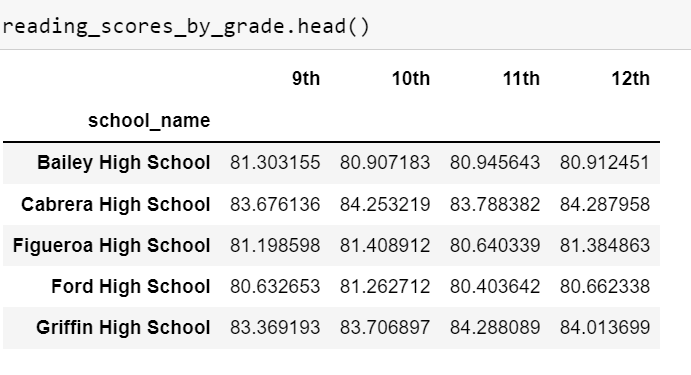 reading_scores_by_grade.head()
9th 10th 11th 12th
school_name
Bailey High School 81.303155 80.907183 80.945643 80.912451
Cabrera High School 83.676136 84.253219 83.788382 84.287958
Figueroa High School 81.198598 81.408912 80.640339 81.384863
Ford High School 80.632653 81.262712 80.403642 80.662338
Griffin High School 83.369193 83.706897 84.288089 84.013699